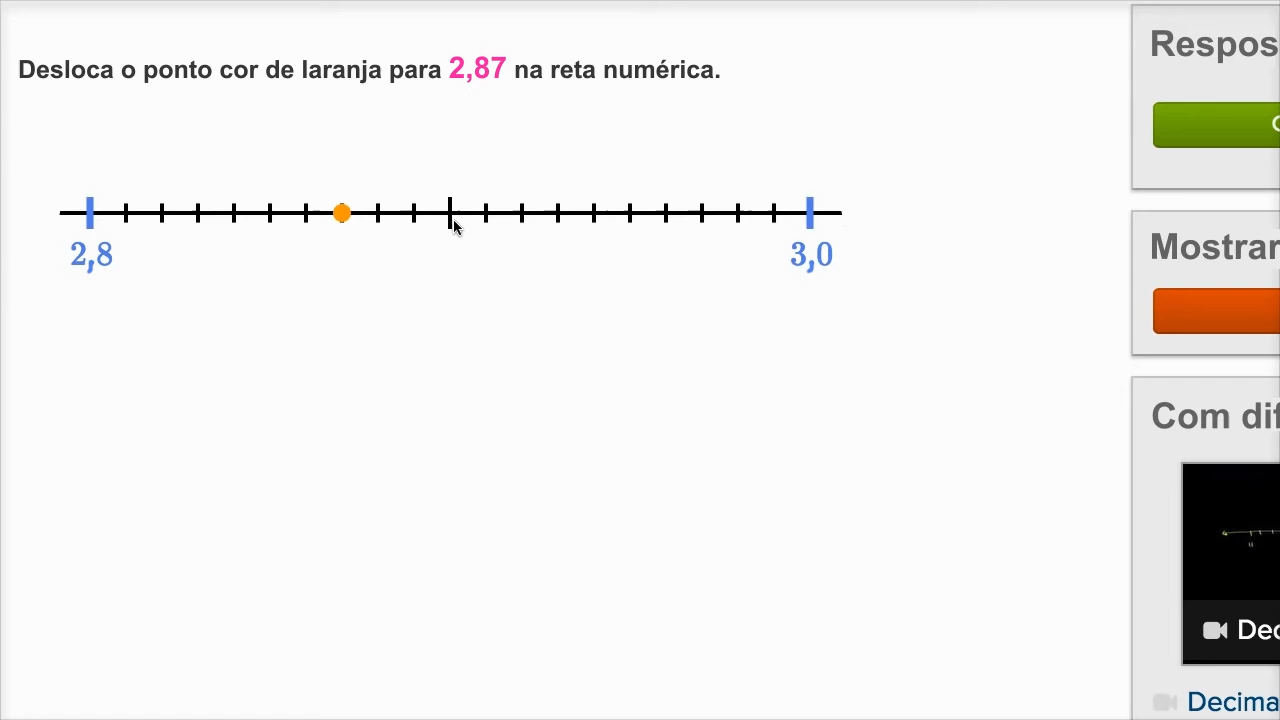 Desloca o ponto cor de laranja para 2,87 na reta numérica.
2,8
3,0
Respos
Mostrar
Com dif
Dec
Decima